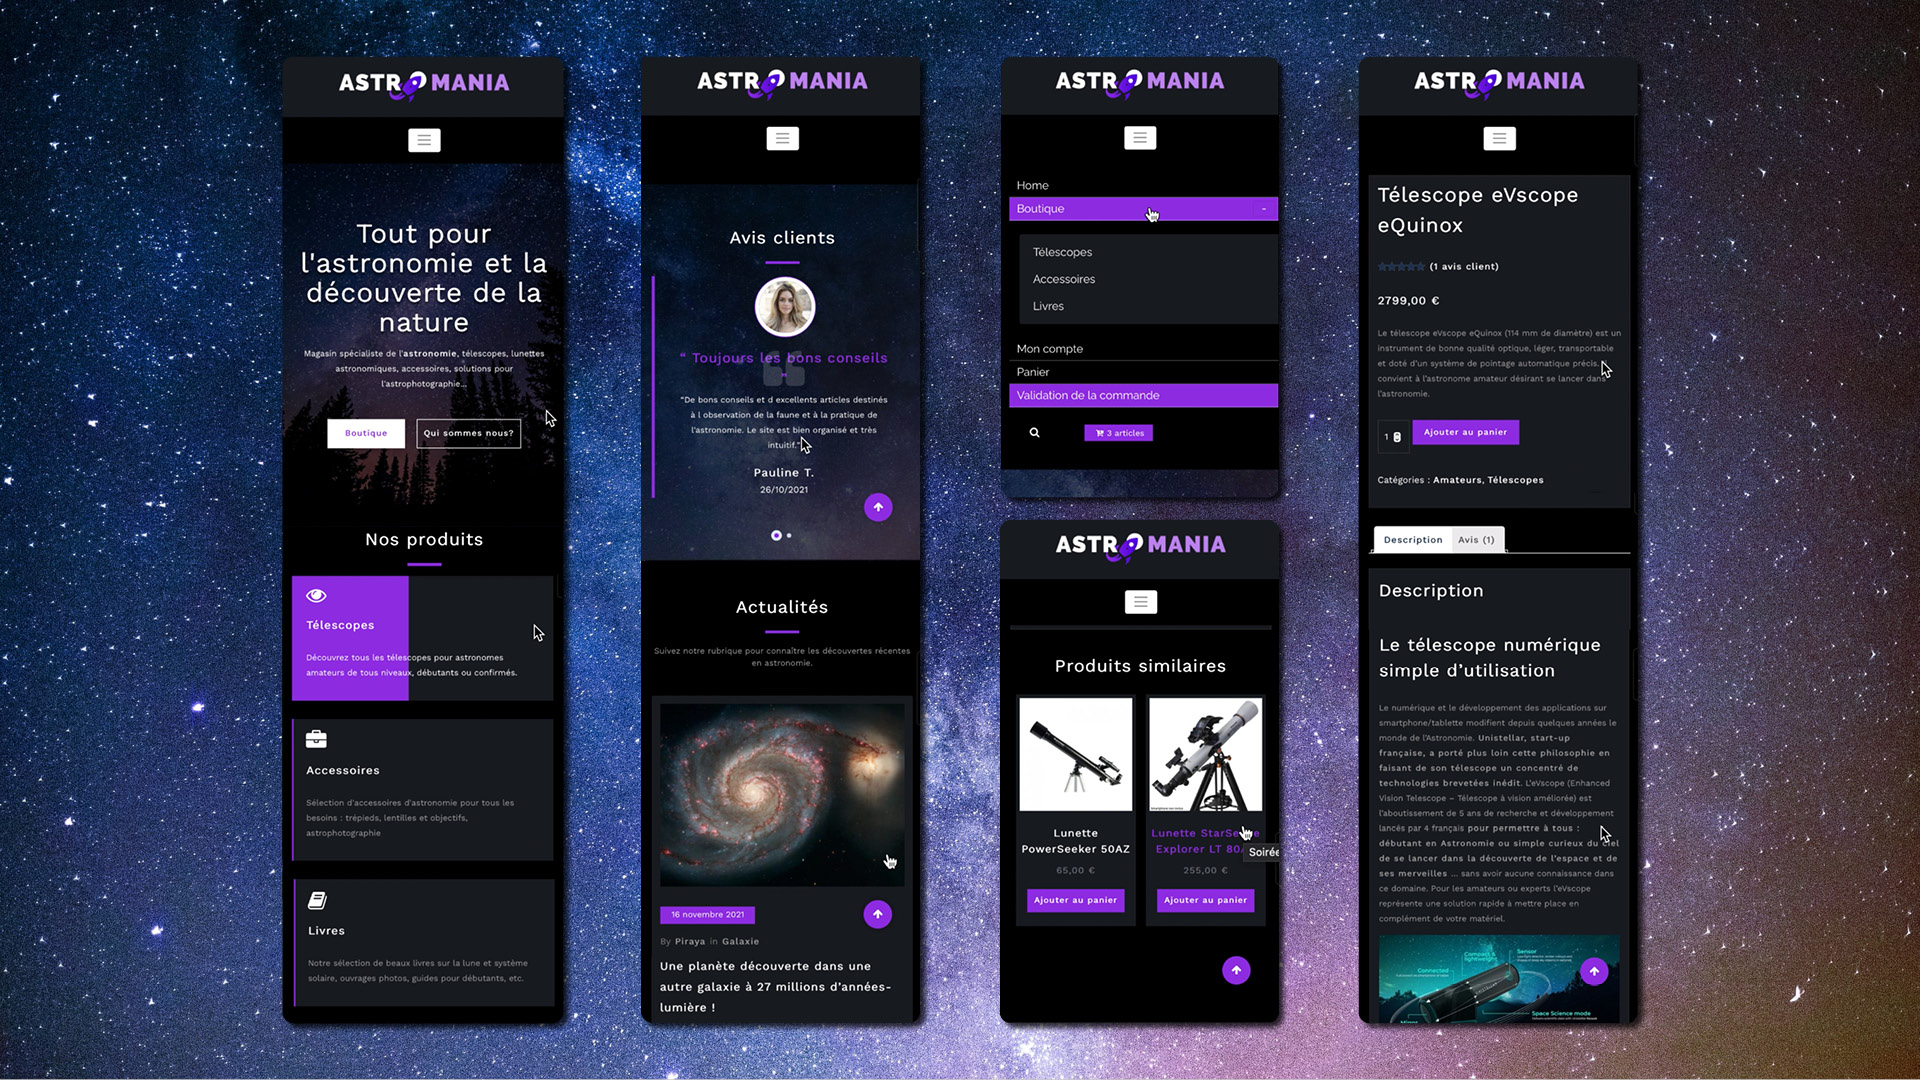 ASTROMANIA
Tout pour
l'astronomie et la
découverte de la
nature
Magasin spécialiste de l'astronomie, télescopes, lunettes
astronomiques, accessoires, solutions pour
l'astrophotographie...
Boutique
Qui sommes nous?
Nos produits
Télescopes
Découvrez tous les télescopes pour astronomes
amateurs de tous niveaux, débutants ou confirmés.
Accessoires
Sélection d'accessoires d'astronomie pour tous les
besoins : trépieds, lentilles et objectifs,
astrophotographie
Livres
Notre sélection de beaux livres sur la lune et système
solaire, ouvrages photos, guides pour débutants, etc.
ASTROMANIA
Avis clients
“ Toujours les bons conseils
”
“De bons conseils et d excellents articles destinés
à l observation de la faune et à la pratique de
l'astronomie. Le site est bien organisé et très
intuitif.”
Pauline T.
26/10/2021
Actualités
Suivez notre rubrique pour connaître les découvertes récentes
en astronomie.
16 novembre 2021
By Piraya in Galaxie
Une planète découverte dans une
autre galaxie à 27 millions d’années-
lumière !
ASTROMANIA
Home
Boutique -
Télescopes
Accessoires
Livres
Mon compte
Panier
Validation de la commande
3 articles
ASTROMANIA
Produits similaires
Lunette
PowerSeeker 50AZ
65,00 €
Ajouter au panier
Lunette StarSense
Explorer LT 80A
Soirée
255,00 €
Ajouter au panier
ASTROMANIA
Télescope eVscope
eQuinox
(1 avis client)
2799,00 €
Le télescope eVscope eQuinox (114 mm de diamètre) est un
instrument de bonne qualité optique, léger, transportable
et doté d’un système de pointage automatique précis,
convient à l’astronome amateur désirant se lancer dans
l’astronomie.
1
Ajouter au panier
Catégories : Amateurs, Télescopes
Description
Avis (1)
Description
Le télescope numérique
simple d’utilisation
Le numérique et le développement des applications sur
smartphone/tablette modifient depuis quelques années le
monde de l’Astronomie. Unistellar, start-up
française, a porté plus loin cette philosophie en
faisant de son télescope un concentré de
technologies brevetées inédit. L’eVscope (Enhanced
Vision Telescope – Télescope à vision améliorée) est
l’aboutissement de 5 ans de recherche et développement
lancés par 4 français pour permettre à tous :
débutant en Astronomie ou simple curieux du ciel
de se lancer dans la découverte de l’espace et de
ses merveilles ... sans avoir aucune connaissance dans
ce domaine. Pour les amateurs ou experts l’eVscope
représente une solution rapide à mettre place en
complément de votre matériel.
Sensor
Compact &
lightweight
Connected
Space Science mode